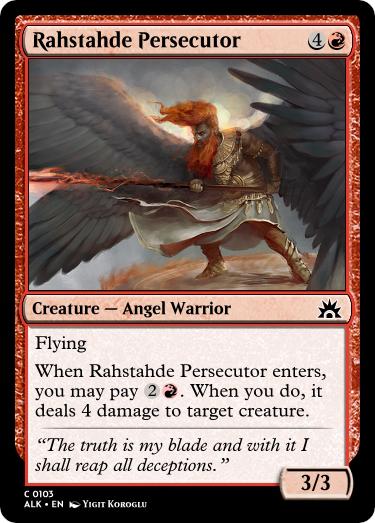 Rahstahde Persecutor 4
Creature — Angel Warrior
Flying
When Rahstahde Persecutor enters,
you may pay 2 . When you do, it
deals 4 damage to target creature.
“The truth is my blade and with it I
shall reap all deceptions.”
3/3
C 0103
ALK • EN Yigit Koroglu